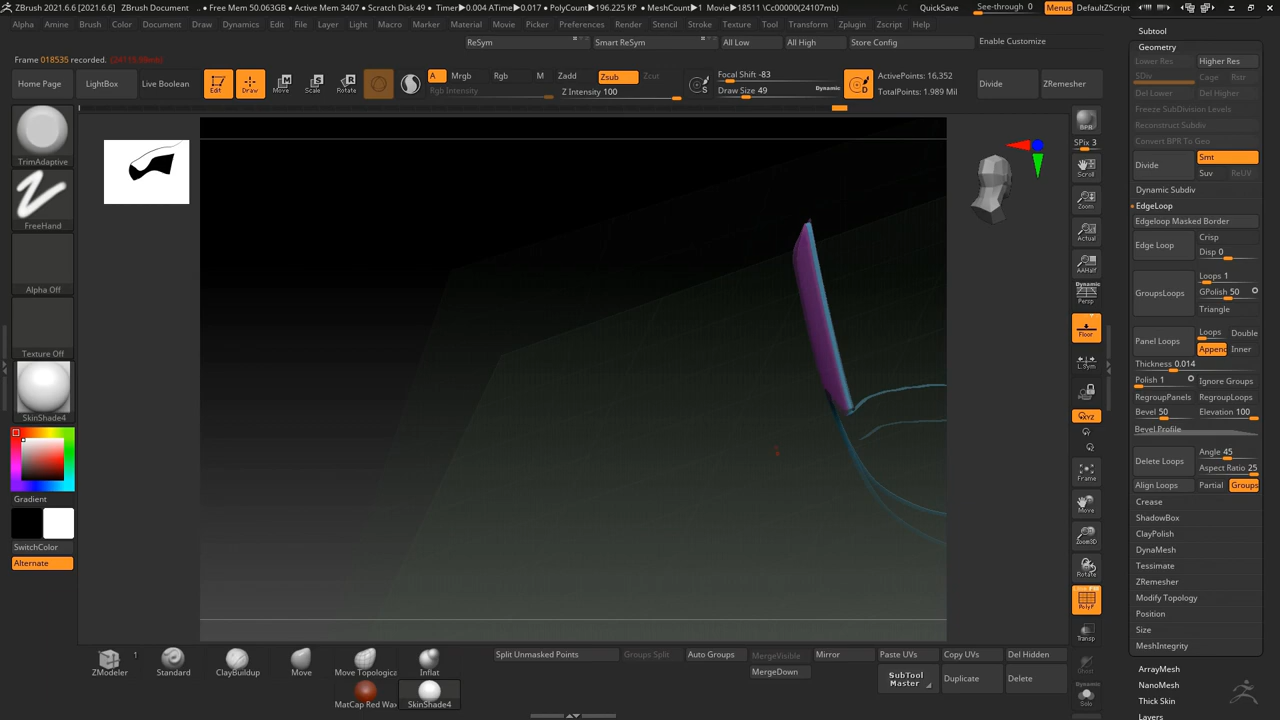 ZBrush 2021.6.6 [2021.6.6]
ZBrush Document
.. • Free Mem 50.063GB • Active Mem 3407 • Scratch Disk 49 • Timer▶0.004 ATime▶0.017 • PolyCount▶196.225 KP • MeshCount▶1 • Movie▶18511 \Cc00000(24107mb)
AC
QuickSave
See-through 0
Menus
DefaultZScript
Alpha
Anime
Brush
Color
Document
Draw
Dynamics
Edit
File
Layer
Light
Macro
Marker
Material
Movie
Picker
Preferences
Render
Stencil
Stroke
Texture
Tool
Transform
Zplugin
Zscript
Help
ReSym
Smart ReSym
All Low
All High
Store Config
Enable Customize
Frame 018535 recorded.
Home Page
LightBox
Live Boolean
Edit
Draw
Move
Scale
Rotate
A
Mrgb
Rgb
M
Rgb Intensity
Zadd
Zsub
Zcut
Z Intensity 100
Focal Shift -83
Draw Size 49
Dynamic
ActivePoints: 16,352
TotalPoints: 1.989 Mil
Divide
ZRemesher
TrimAdaptive
FreeHand
Alpha Off
Texture Off
SkinShade4
Gradient
SwitchColor
Alternate
BPR
SPix 3
Scroll
Zoom
Actual
AAHalf
Dynamic
Persp
Floor
L.Sym
XYZ
Frame
Move
Zoom3D
Rotate
PolyF
Transp
Ghost
Dynamic
Solo
Subtool
Geometry
Lower Res
Higher Res
SDiv
Cage
Rstr
Del Lower
Del Higher
Freeze SubDivision Levels
Reconstruct Subdiv
Convert BPR To Geo
Divide
Smt
Suv
ReUV
Dynamic Subdiv
EdgeLoop
Edgeloop Masked Border
Edge Loop
Crisp
Disp 0
GroupsLoops
Loops 1
GPolish 50
Triangle
Panel Loops
Loops
Double
Append
Inner
Thickness 0.014
Polish 1
Ignore Groups
RegroupPanels
RegroupLoops
Bevel 50
Elevation 100
Bevel Profile
Delete Loops
Angle 45
Aspect Ratio 25
Align Loops
Partial
Groups
Crease
ShadowBox
ClayPolish
DynaMesh
Tessimate
ZRemesher
Modify Topology
Position
Size
MeshIntegrity
ArrayMesh
NanoMesh
Thick Skin
Layers
ZModeler
1
Standard
ClayBuildup
Move
Move Topological
Inflat
MatCap Red Wax
SkinShade4
Split Unmasked Points
Groups Split
Auto Groups
MergeVisible
MergeDown
Mirror
Paste UVs
Copy UVs
Del Hidden
SubTool
Master
Duplicate
Delete